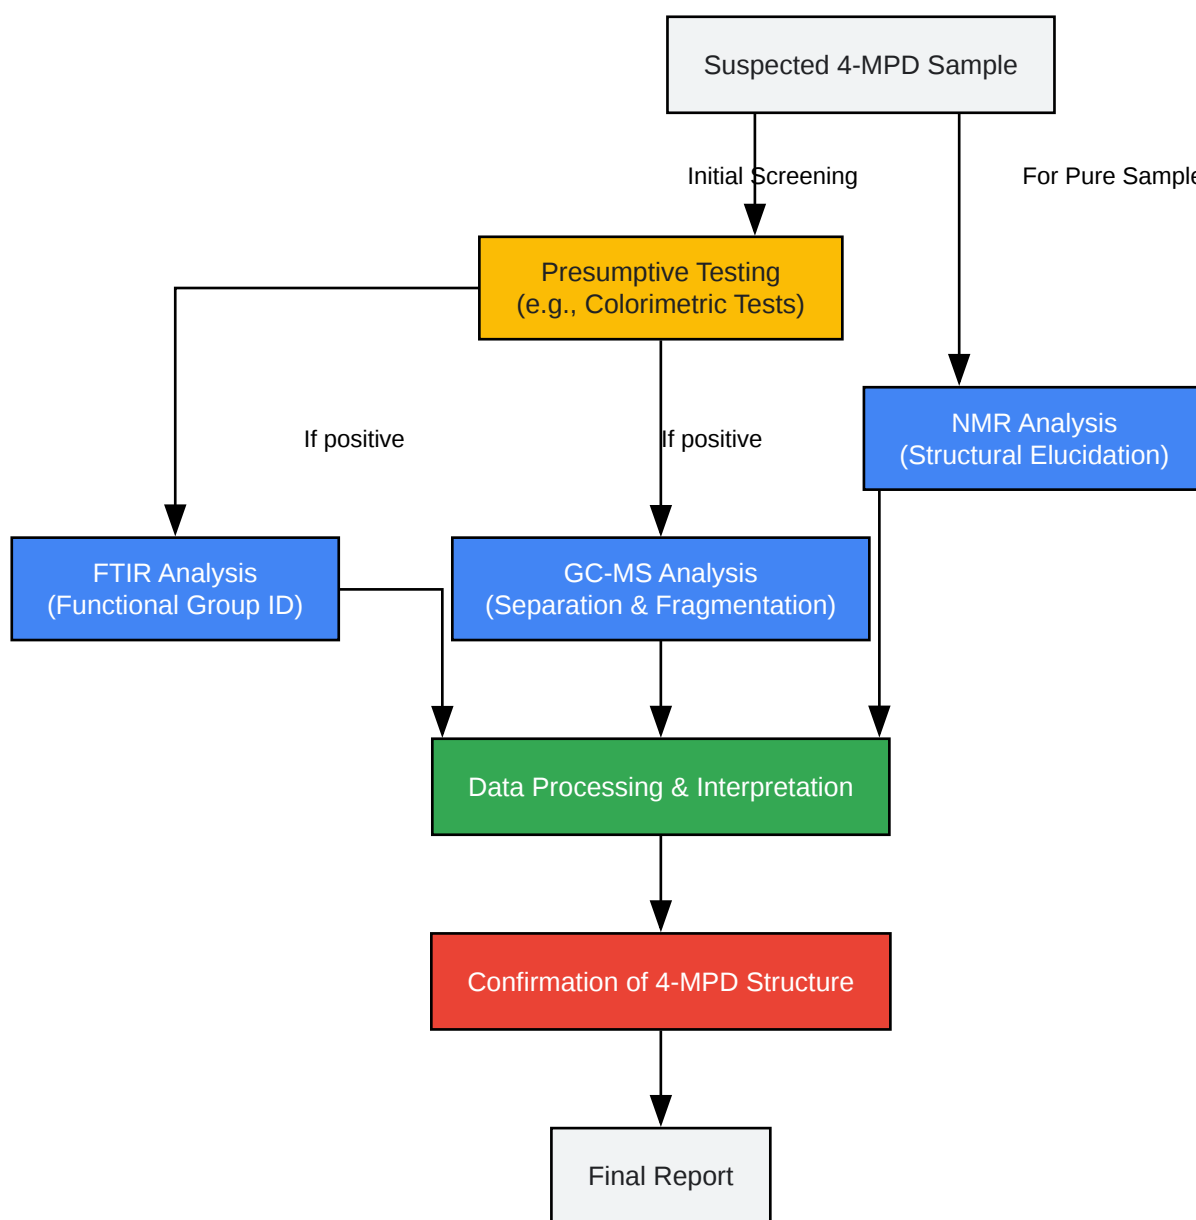 Suspected 4-MPD Sample
Initial Screening
For Pure Sample
Presumptive Testing
(e.g., Colorimetric Tests)
NMR Analysis
(Structural Elucidation)
If positive
If positive
FTIR Analysis
(Functional Group ID)
GC-MS Analysis
(Separation & Fragmentation)
Data Processing & Interpretation
Confirmation of 4-MPD Structure
Final Report